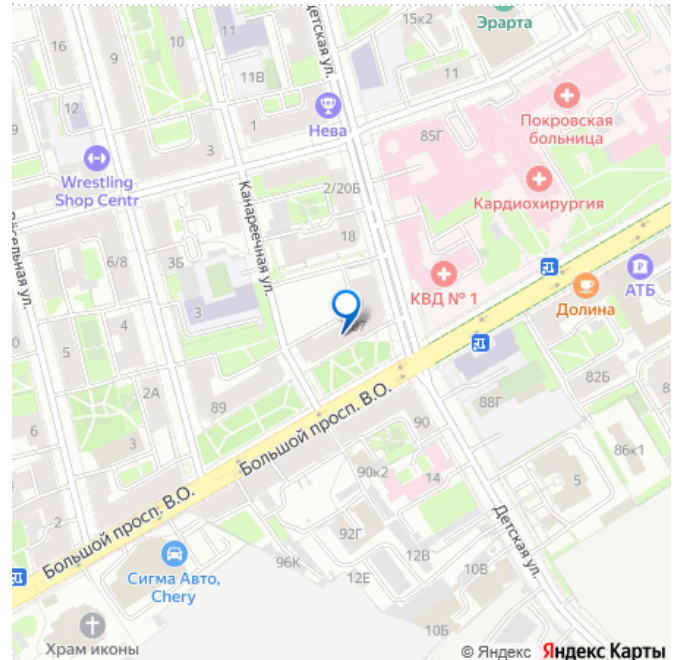 15к2
Эрарта
Детская ул.
16
9
10
11
11В
11
Покровская
больница
12
Нева
1
85Г
3
Wrestling
Shop Centr
2/20Б
Кардиохирургия
Канареечная ул.
18
6/8
3Б
КВД № 1
АТБ
Долина
3
87
4
5
82Б
2А
89
Большой просп. В.О.
90
88Г
8
6
3
86к1
90к2
14
5
2
92Г
Детская ул.
Большой просп. В.О.
96К
12В
10В
Сигма Авто,
Chery
12Е
10Б
Храм иконы
© Яндекс Яндекс Карты